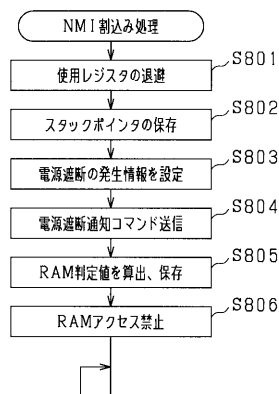 NMI割込み処理
使用レジスタの退避
S801
スタックポインタの保存
S802
電源遮断の発生情報を設定
S803
電源遮断通知コマンド送信
S804
RAM判定値を算出、保存
S805
RAMアクセス禁止
S806